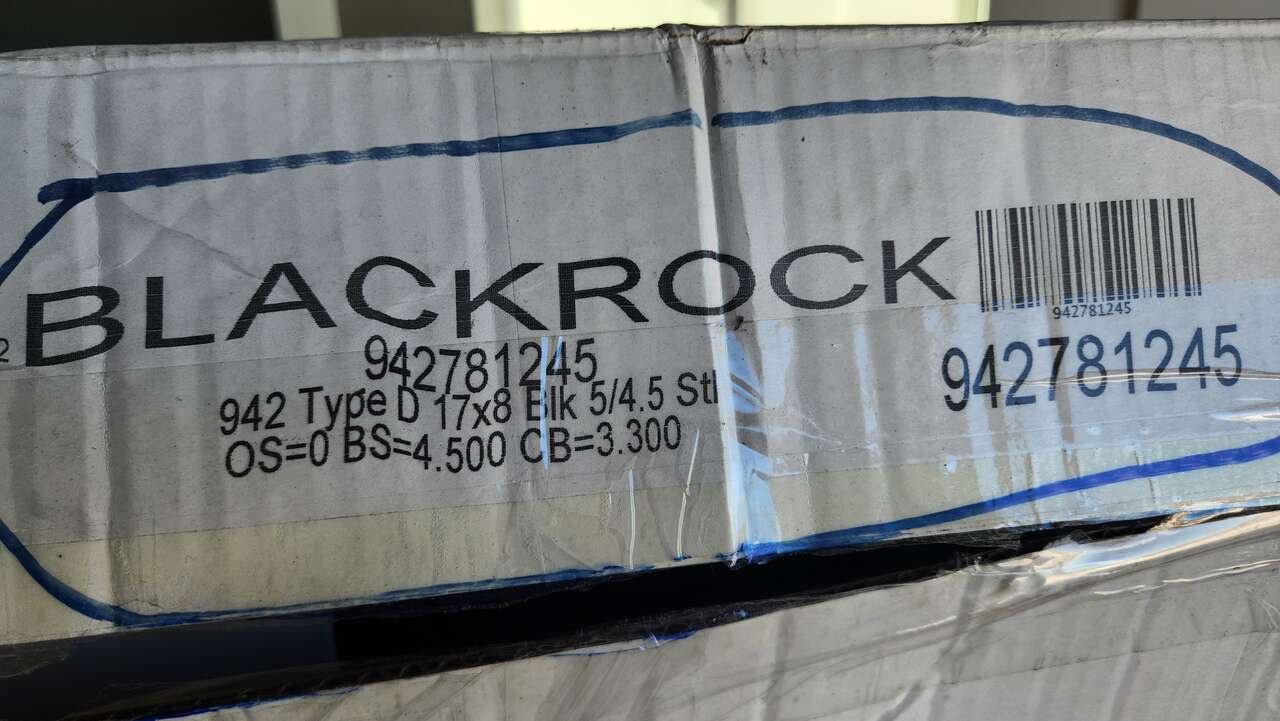 BLACKROCK
942781245
942 Type D 17x8 Blk 5/4.5 Stl
OS=0 BS=4.500 CB=3.300
942781245
942781245